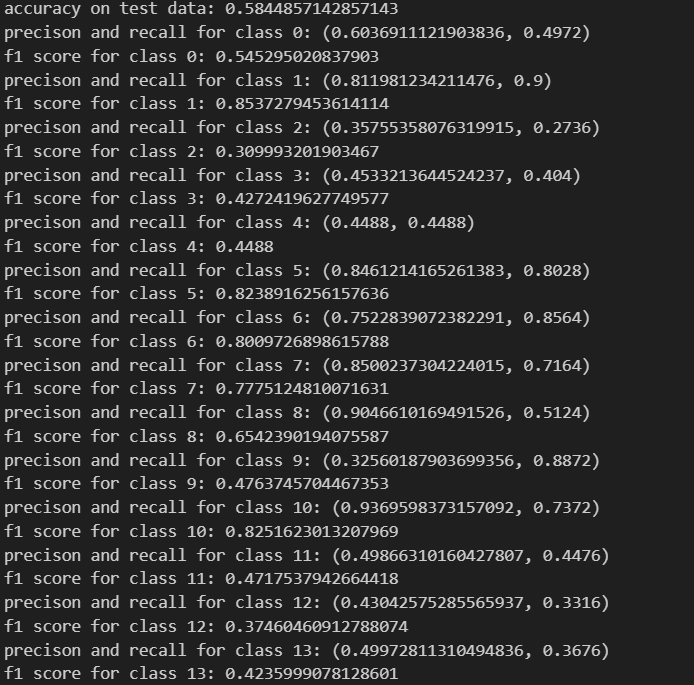 accuracy on test data: 0.5844857142857143
precison and recall for class 0: (0.6036911121903836, 0.4972)
f1 score for class 0: 0.545295020837903
precison and recall for class 1: (0.811981234211476, 0.9)
f1 score for class 1: 0.8537279453614114
precison and recall for class 2: (0.35755358076319915, 0.2736)
f1 score for class 2: 0.309993201903467
precison and recall for class 3: (0.4533213644524237, 0.404)
f1 score for class 3: 0.4272419627749577
precison and recall for class 4: (0.4488, 0.4488)
f1 score for class 4: 0.4488
precison and recall for class 5: (0.8461214165261383, 0.8028)
f1 score for class 5: 0.8238916256157636
precison and recall for class 6: (0.7522839072382291, 0.8564)
f1 score for class 6: 0.8009726898615788
precison and recall for class 7: (0.8500237304224015, 0.7164)
f1 score for class 7: 0.7775124810071631
precison and recall for class 8: (0.9046610169491526, 0.5124)
f1 score for class 8: 0.6542390194075587
precison and recall for class 9: (0.32560187903699356, 0.8872)
f1 score for class 9: 0.4763745704467353
precison and recall for class 10: (0.9369598373157092, 0.7372)
f1 score for class 10: 0.8251623013207969
precison and recall for class 11: (0.49866310160427807, 0.4476)
f1 score for class 11: 0.4717537942664418
precison and recall for class 12: (0.43042575285565937, 0.3316)
f1 score for class 12: 0.37460460912788074
precison and recall for class 13: (0.49972811310494836, 0.3676)
f1 score for class 13: 0.4235999078128601